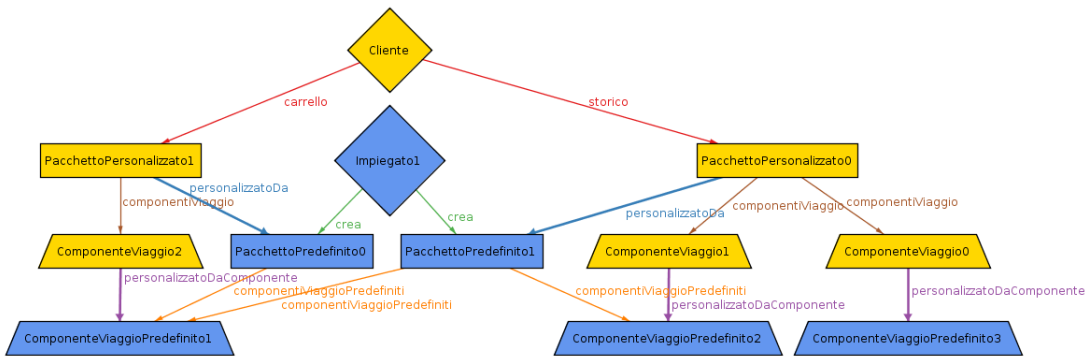 Cliente
carrello
storico
PacchettoPersonalizzato1
Impiegato1
PacchettoPersonalizzato0
personalizzatoDa
componentiViaggio
crea
crea
personalizzatoDa
componentiViaggio
componentiViaggio
ComponenteViaggio2
PacchettoPredefinito0
PacchettoPredefinito1
ComponenteViaggio1
ComponenteViaggio0
personalizzatoDaComponente
componentiViaggioPredefiniti
componentiViaggioPredefiniti
componentiViaggioPredefiniti
personalizzatoDaComponente
personalizzatoDaComponente
ComponenteViaggioPredefinito1
ComponenteViaggioPredefinito2
ComponenteViaggioPredefinito3